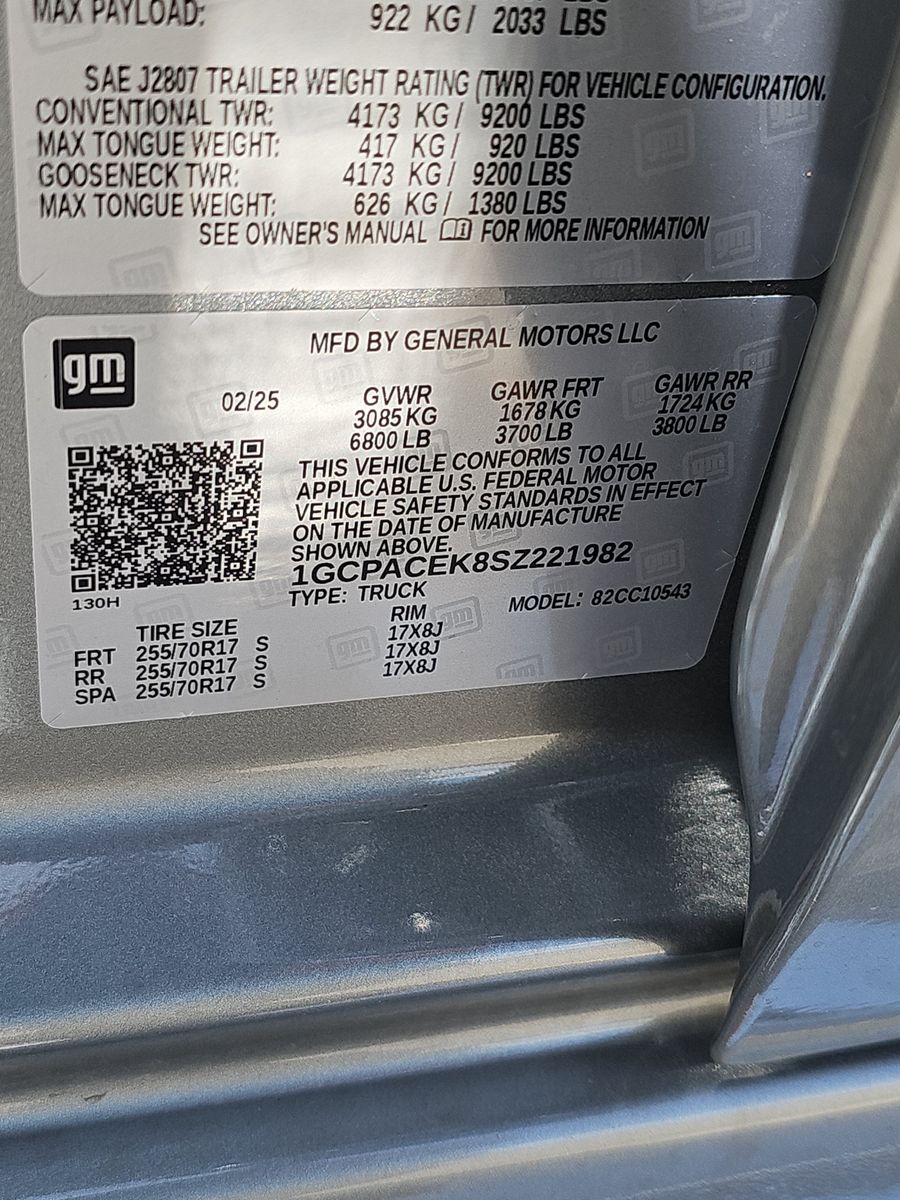 MAX PAYLOAD: 922 KG / 2033 LBS
SAE J2807 TRAILER WEIGHT RATING (TWR) FOR VEHICLE CONFIGURATION.
CONVENTIONAL TWR: 4173 KG / 9200 LBS
MAX TONGUE WEIGHT: 417 KG / 920 LBS
GOOSENECK TWR: 4173 KG / 9200 LBS
MAX TONGUE WEIGHT: 626 KG / 1380 LBS
SEE OWNER'S MANUAL FOR MORE INFORMATION
gm
MFD BY GENERAL MOTORS LLC
02/25 GVWR GAWR FRT GAWR RR
3085 KG 1678 KG 1724 KG
6800 LB 3700 LB 3800 LB
THIS VEHICLE CONFORMS TO ALL
APPLICABLE U.S. FEDERAL MOTOR
VEHICLE SAFETY STANDARDS IN EFFECT
ON THE DATE OF MANUFACTURE
SHOWN ABOVE.
1GCPACEK8SZ221982
130H
TYPE: TRUCK MODEL: 82CC10543
TIRE SIZE RIM
FRT 255/70R17 S 17X8J
RR 255/70R17 S 17X8J
SPA 255/70R17 S 17X8J